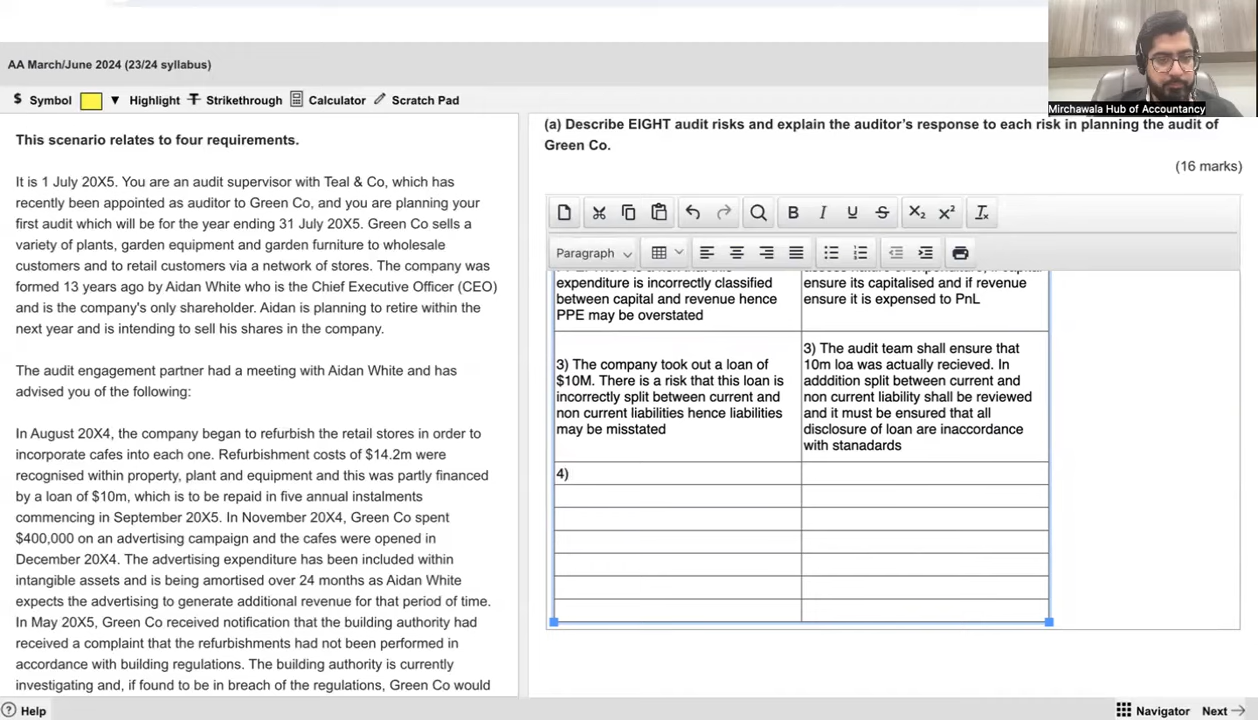 AA March/June 2024 (23/24 syllabus)
$ Symbol Highlight Strikethrough Calculator Scratch Pad
Mirchawala Hub of Accountancy
This scenario relates to four requirements.
It is 1 July 20X5. You are an audit supervisor with Teal & Co, which has
recently been appointed as auditor to Green Co, and you are planning your
first audit which will be for the year ending 31 July 20X5. Green Co sells a
variety of plants, garden equipment and garden furniture to wholesale
customers and to retail customers via a network of stores. The company was
formed 13 years ago by Aidan White who is the Chief Executive Officer (CEO)
and is the company's only shareholder. Aidan is planning to retire within the
next year and is intending to sell his shares in the company.
The audit engagement partner had a meeting with Aidan White and has
advised you of the following:
In August 20X4, the company began to refurbish the retail stores in order to
incorporate cafes into each one. Refurbishment costs of $14.2m were
recognised within property, plant and equipment and this was partly financed
by a loan of $10m, which is to be repaid in five annual instalments
commencing in September 20X5. In November 20X4, Green Co spent
$400,000 on an advertising campaign and the cafes were opened in
December 20X4. The advertising expenditure has been included within
intangible assets and is being amortised over 24 months as Aidan White
expects the advertising to generate additional revenue for that period of time.
In May 20X5, Green Co received notification that the building authority had
received a complaint that the refurbishments had not been performed in
accordance with building regulations. The building authority is currently
investigating and, if found to be in breach of the regulations, Green Co would
(a) Describe EIGHT audit risks and explain the auditor's response to each risk in planning the audit of
Green Co.
(16 marks)
B I U S X₂ X² Tx
Paragraph
expenditure is incorrectly classified
between capital and revenue hence
PPE may be overstated
ensure its capitalised and if revenue
ensure it is expensed to PnL
3) The company took out a loan of
$10M. There is a risk that this loan is
incorrectly split between current and
non current liabilities hence liabilities
may be misstated
3) The audit team shall ensure that
10m loa was actually recieved. In
adddition split between current and
non current liability shall be reviewed
and it must be ensured that all
disclosure of loan are inaccordance
with stanadards
4)
Help
Navigator Next